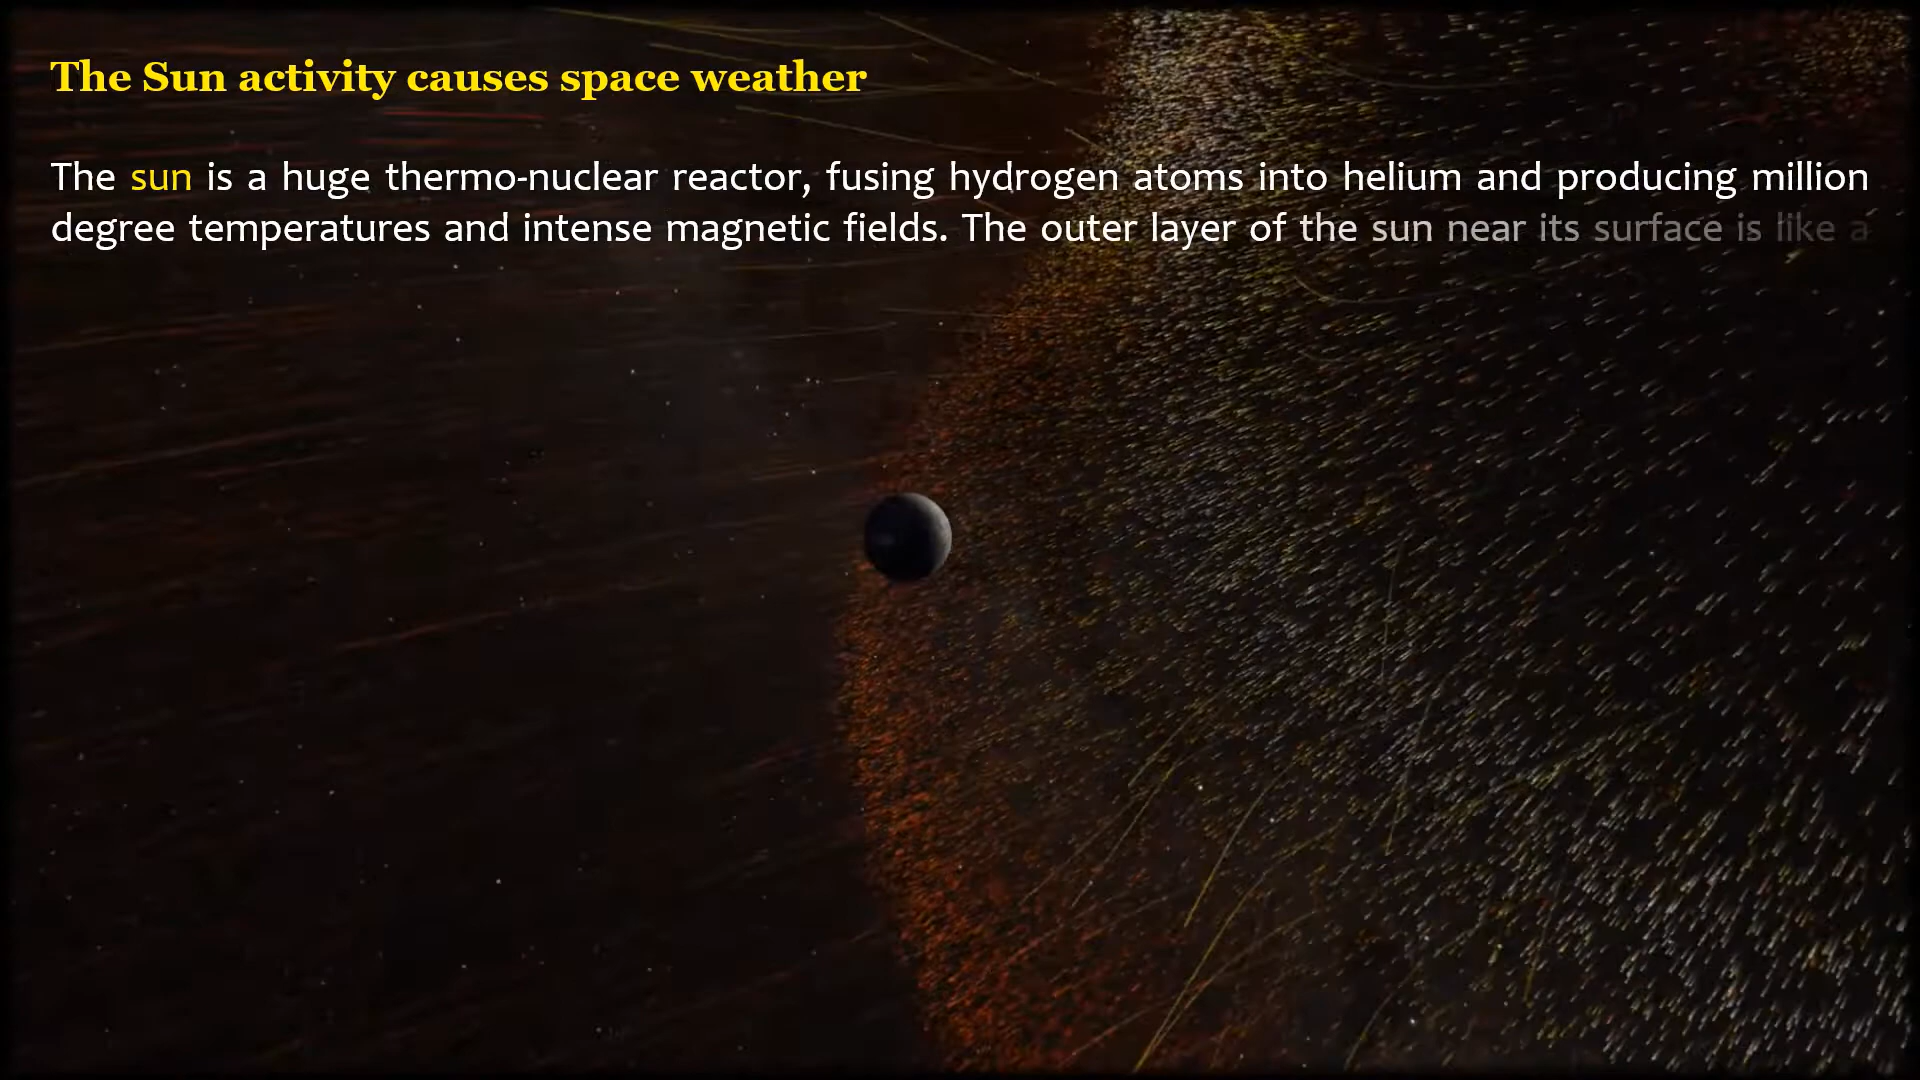 The Sun activity causes space weather
The sun is a huge thermo-nuclear reactor, fusing hydrogen atoms into helium and producing million
degree temperatures and intense magnetic fields. The outer layer of the sun near its surface is like a